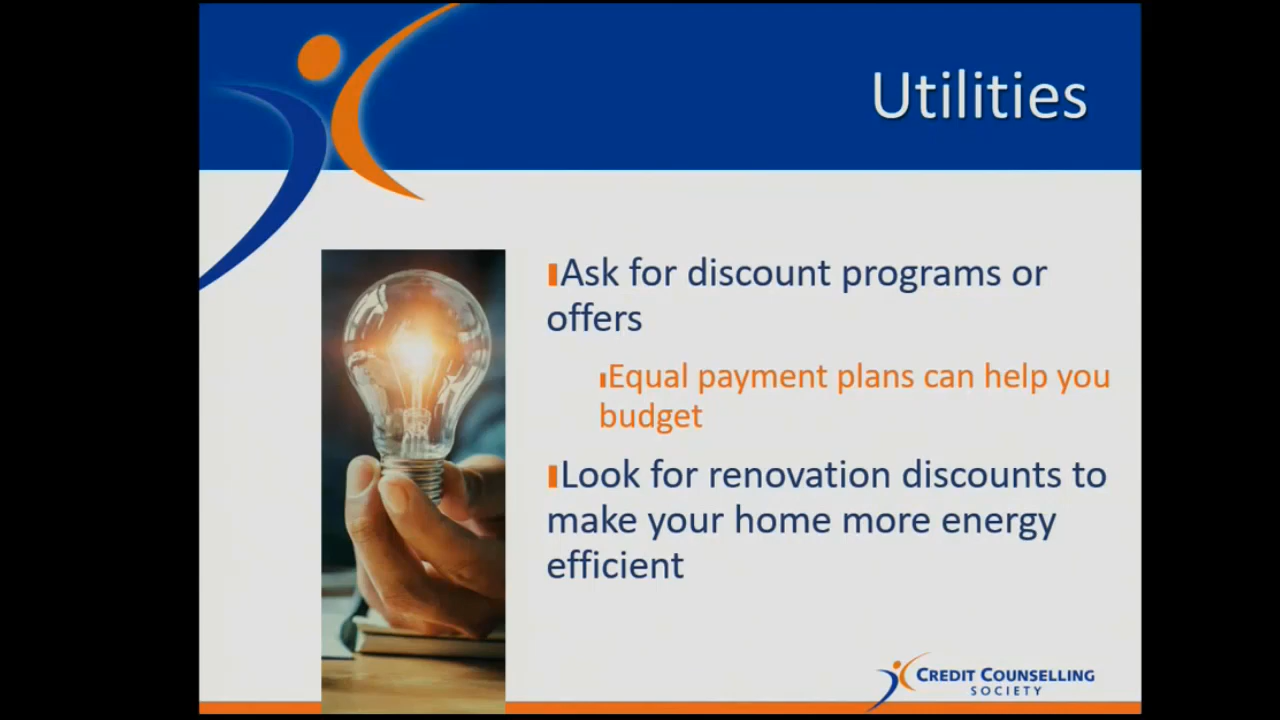 Utilities
Ask for discount programs or
offers
Equal payment plans can help you
budget
Look for renovation discounts to
make your home more energy
efficient
CREDIT COUNSELLING
SOCIETY